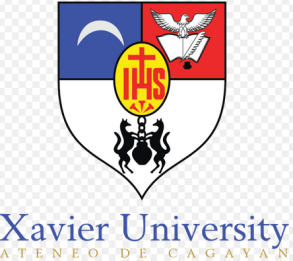 IHS
Xavier University
ATENEO DE CAGAYAN